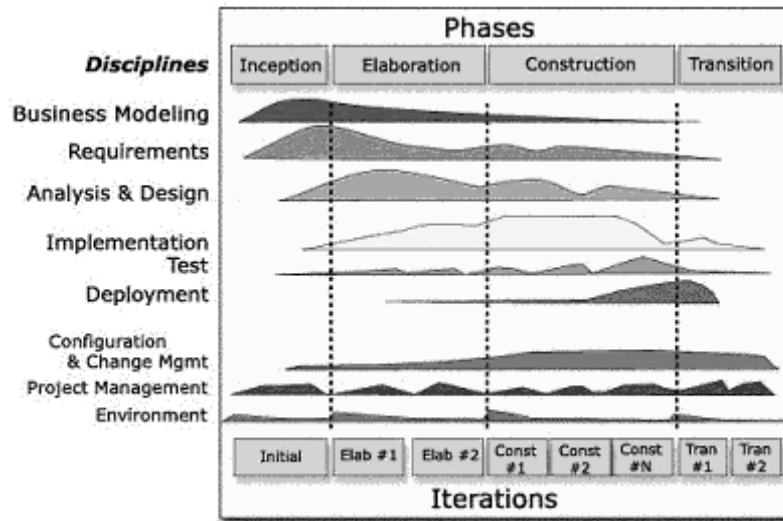 Phases
Disciplines
Inception
Elaboration
Construction
Transition
Business Modeling
Requirements
Analysis & Design
Implementation
Test
Deployment
Configuration
& Change Mgmt
Project Management
Environment
Initial
Elab #1
Elab #2
Const
#1
Const
#2
Const
#N
Tran
#1
Tran
#2
Iterations